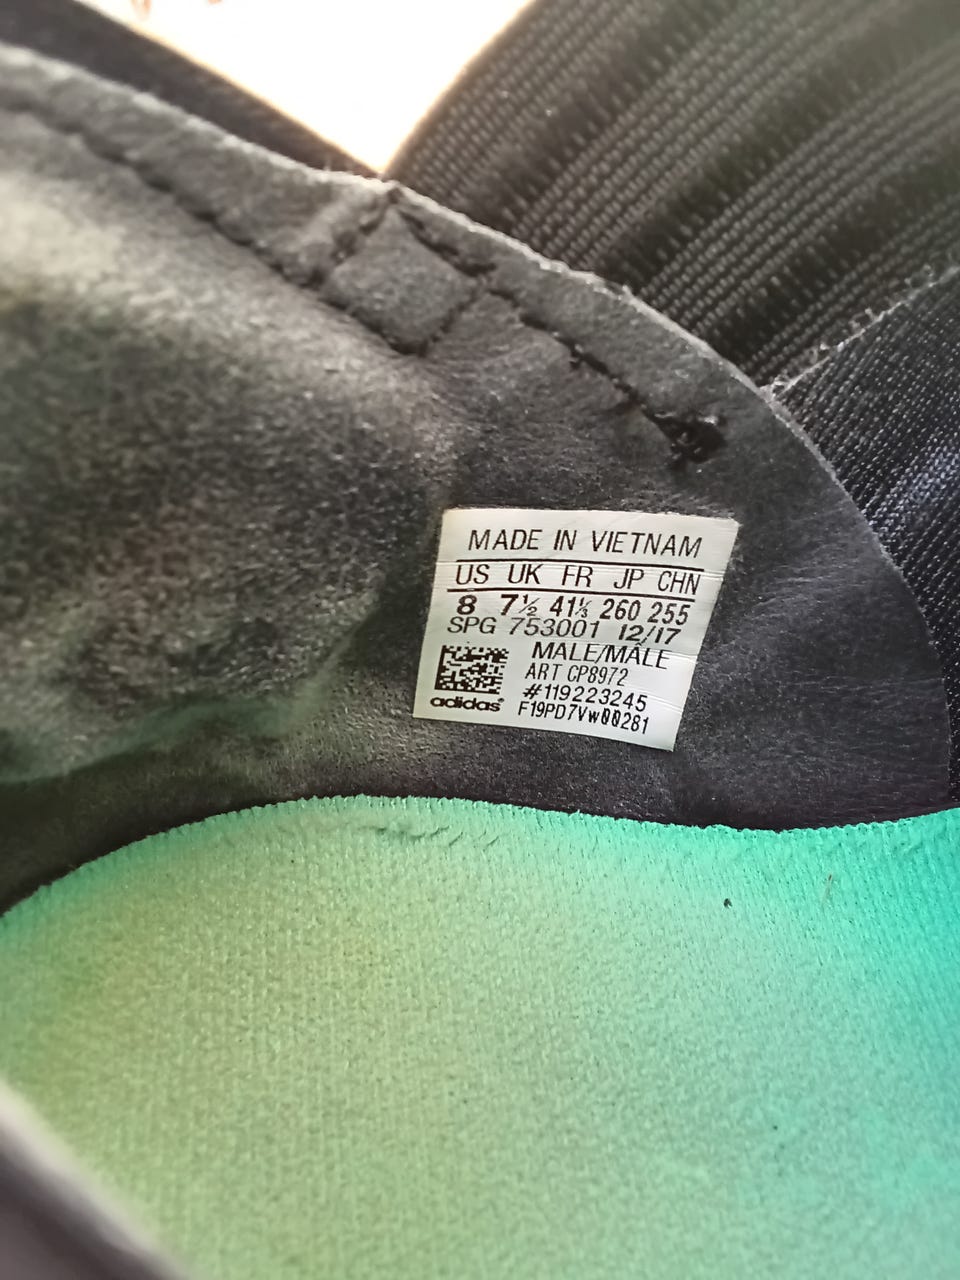 MADE IN VIETNAM
US UK FR JP CHN
8 7½ 41⅓ 260 255
SPG 753001 12/17
MALE/MÂLE
ART CP8972
#119223245
adidas® F19PD7Vw00281